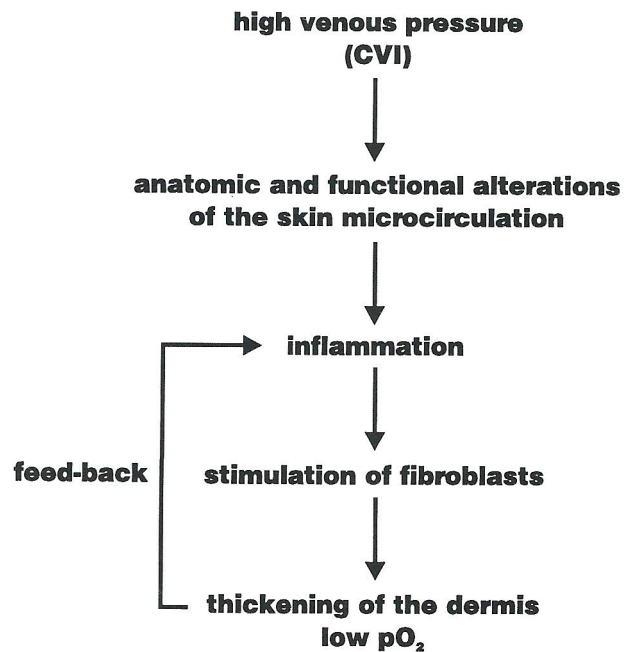 high venous pressure
(CVI)
anatomic and functional alterations
of the skin microcirculation
inflammation
feed-back
stimulation of fibroblasts
thickening of the dermis
low pO₂